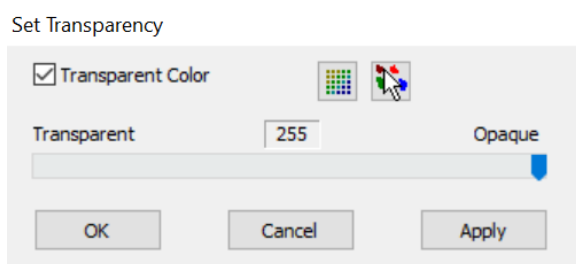 Set Transparency
Transparent Color
Transparent 255 Opaque
OK Cancel Apply